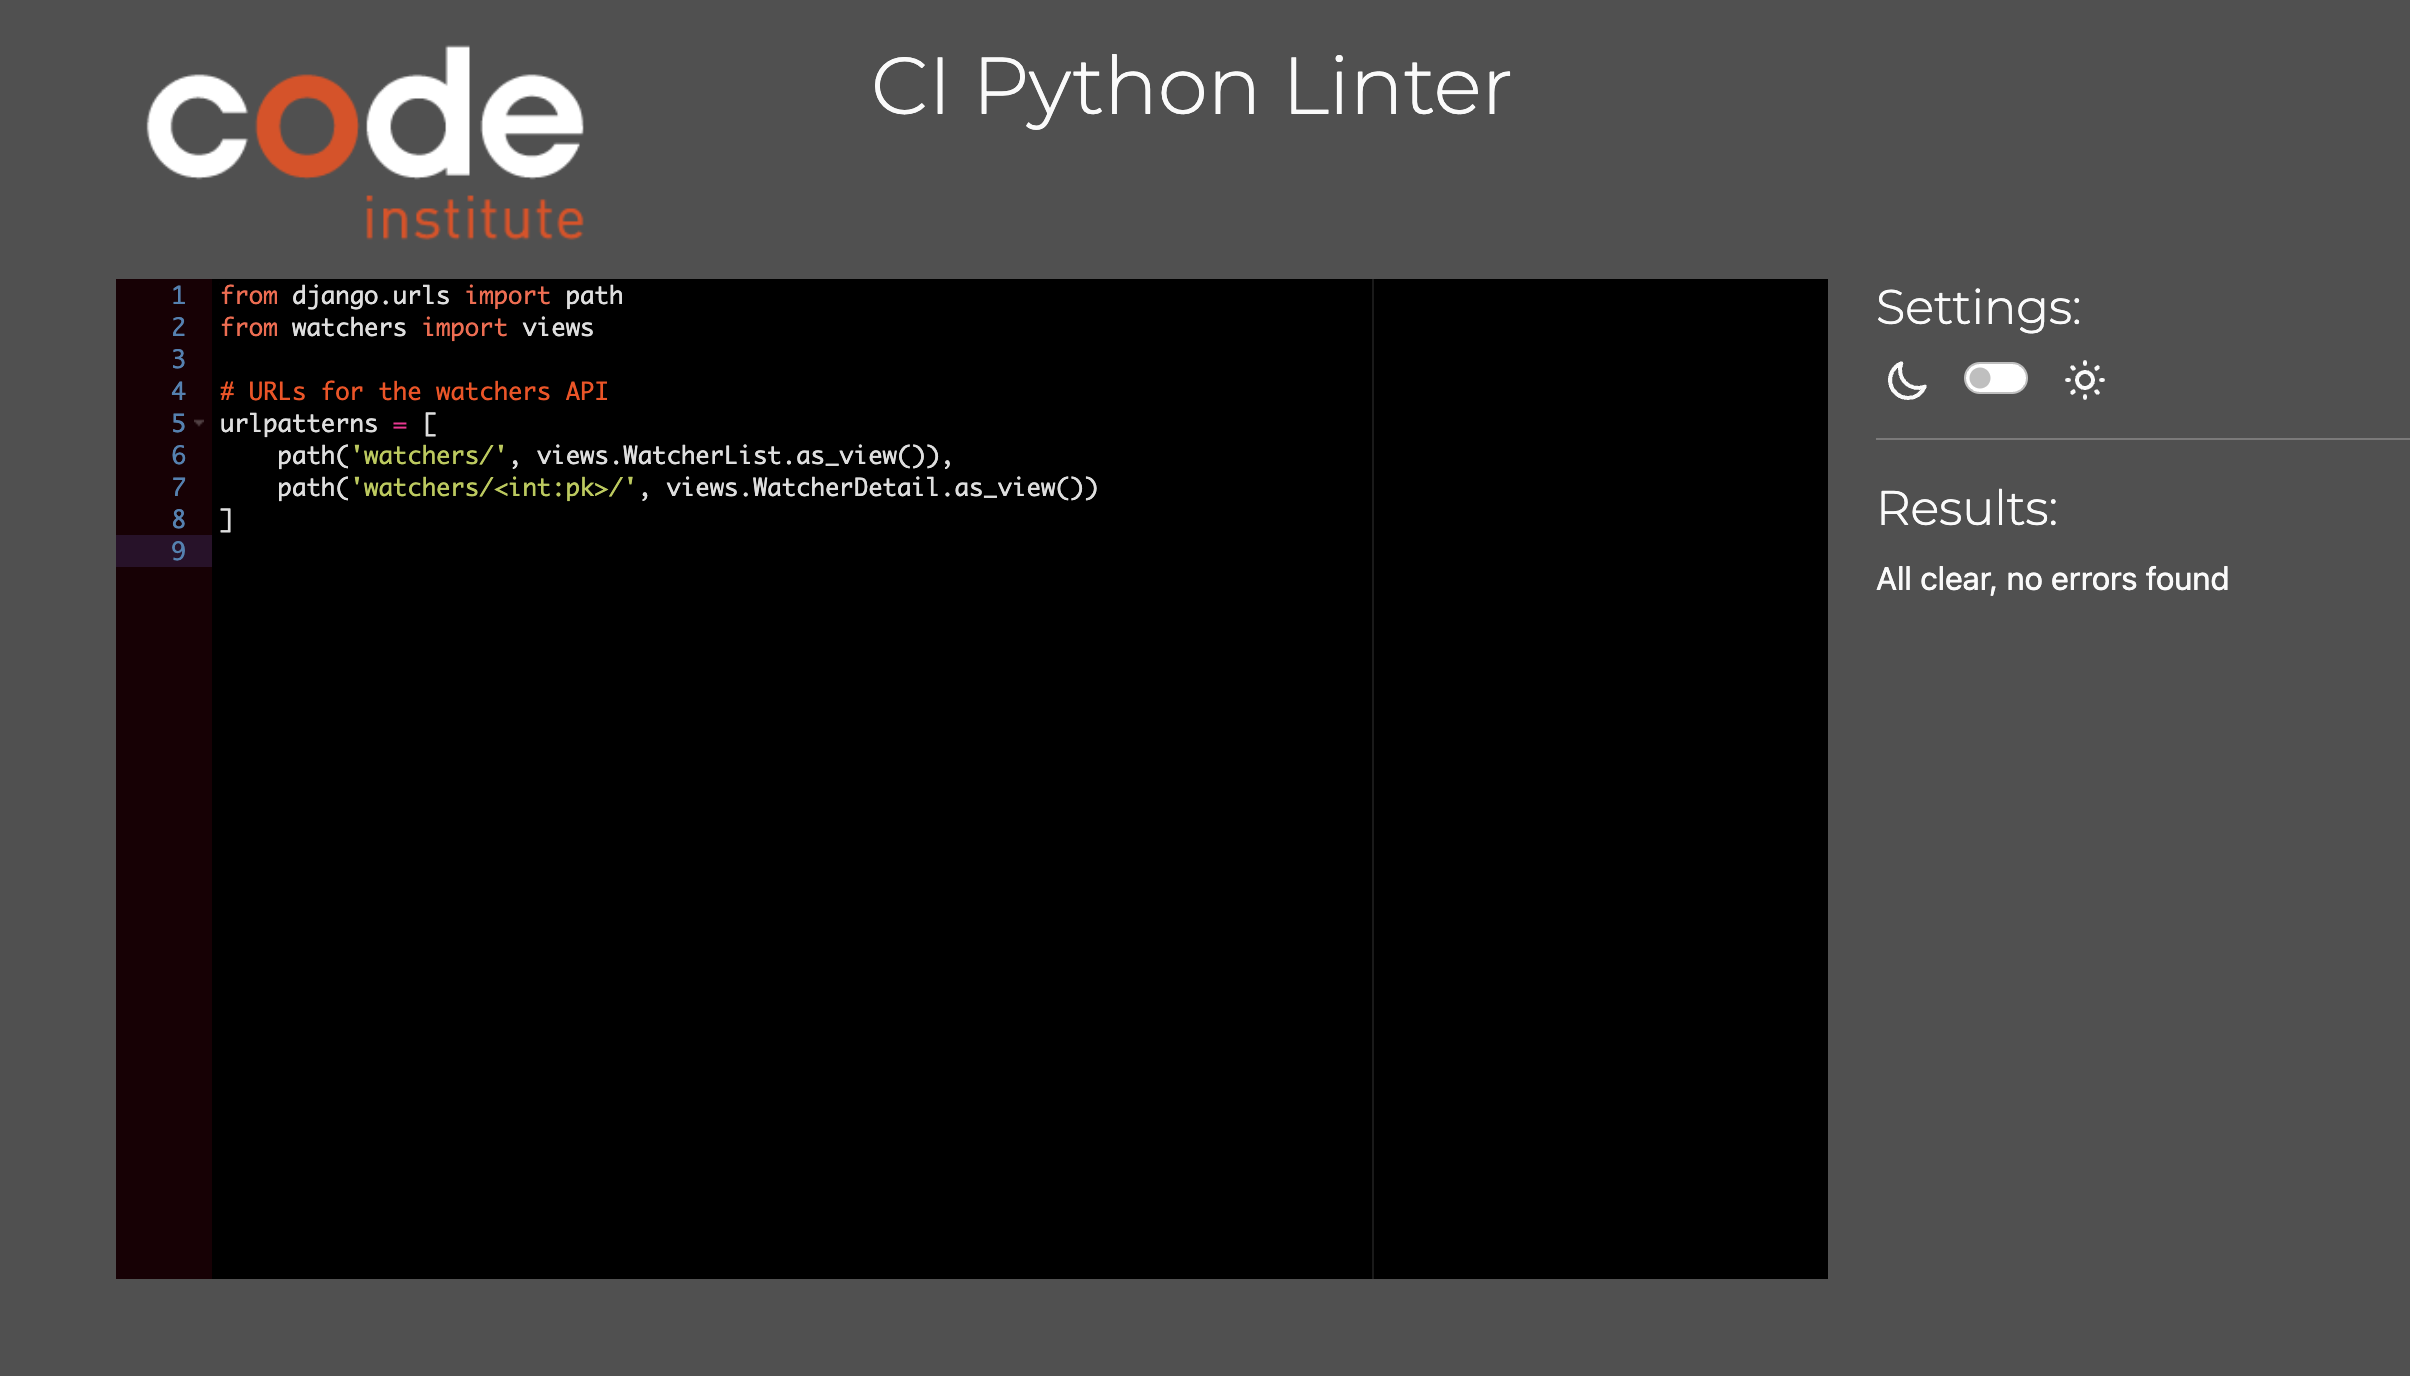 code
institute
CI Python Linter
1 from django.urls import path
2 from watchers import views
3
4 # URLs for the watchers API
5 urlpatterns = [
6     path('watchers/', views.WatcherList.as_view()),
7     path('watchers/<int:pk>/', views.WatcherDetail.as_view())
8 ]
9
Settings:
Results:
All clear, no errors found